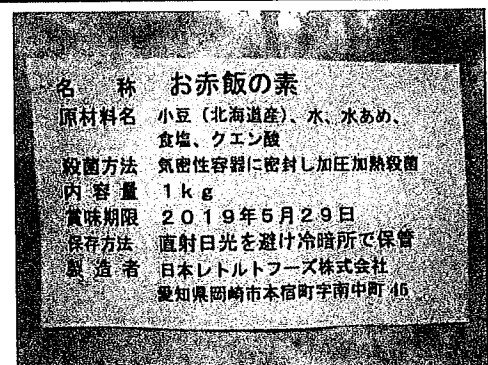 名称 お赤飯の素
原材料名 小豆（北海道産）、水、水あめ、
食塩、クエン酸
殺菌方法 気密性容器に密封し加圧加熱殺菌
内容量 1kg
賞味期限 2019年5月29日
保存方法 直射日光を避け冷暗所で保管
製造者 日本レトルトフーズ株式会社
愛知県岡崎市本宿町字南中町46